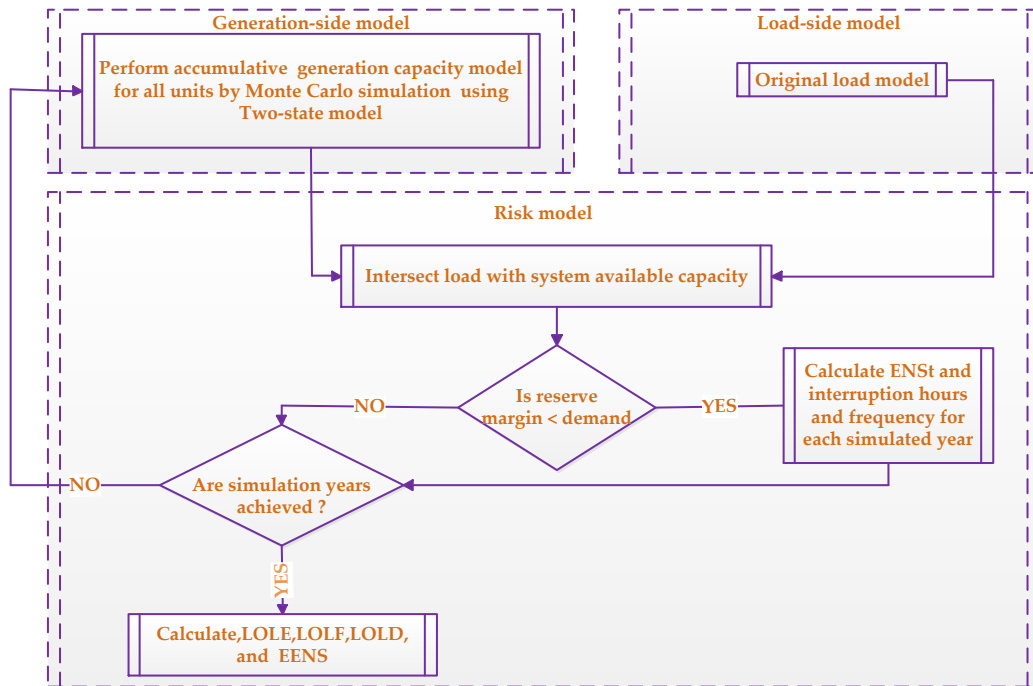 Generation-side model
Load-side model
Perform accumulative generation capacity model
for all units by Monte Carlo simulation using
Two-state model
Original load model
Risk model
Intersect load with system available capacity
Is reserve
margin < demand
NO
YES
Calculate ENSt and
interruption hours
and frequency for
each simulated year
Are simulation years
achieved ?
NO
YES
Calculate,LOLE,LOLF,LOLD,
and EENS